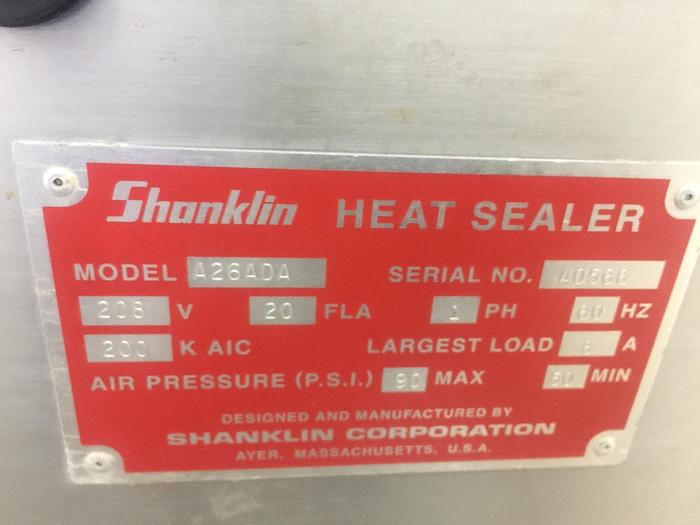 Shanklin HEAT SEALER
MODEL A26ADA SERIAL NO.
208 V 20 FLA 1 PH 60 HZ
200 K AIC LARGEST LOAD A
AIR PRESSURE (P.S.I.) 90 MAX MIN
DESIGNED AND MANUFACTURED BY
SHANKLIN CORPORATION
AYER, MASSACHUSETTS, U.S.A.